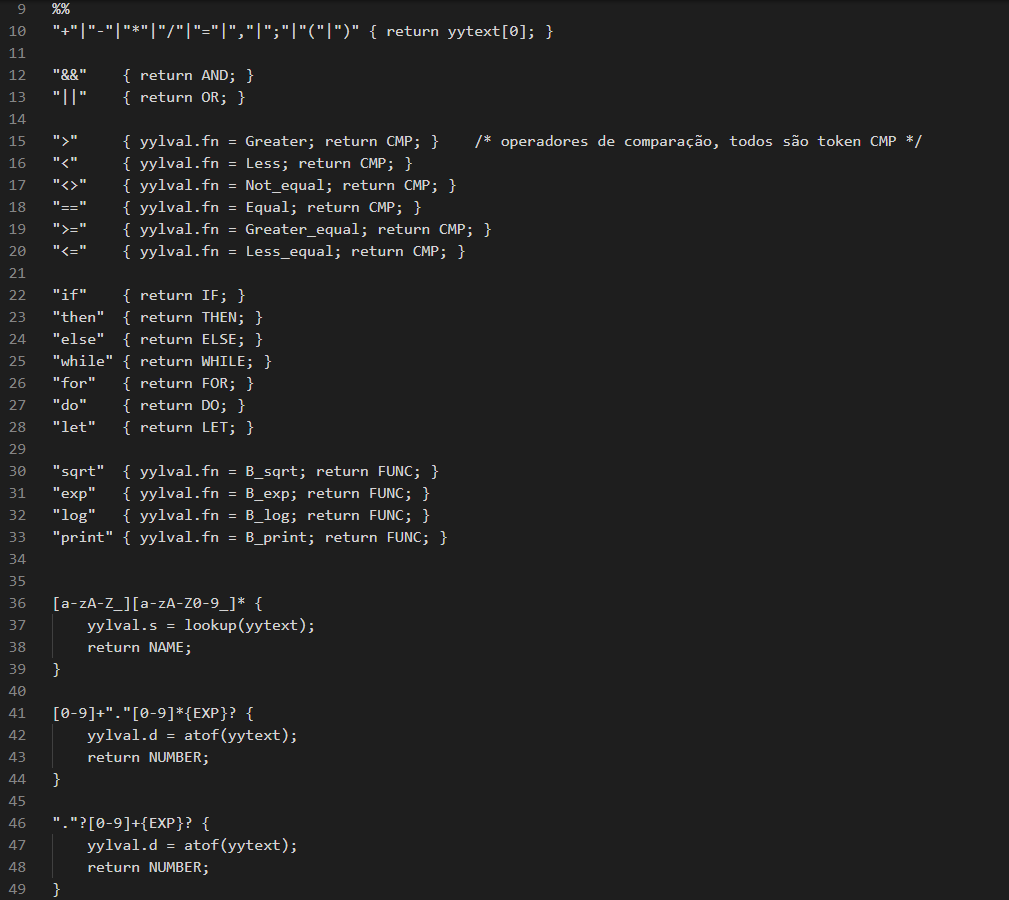 9 %%
10 "+"|"-"|"*"|"/"|"="|","|";"|"("|")" { return yytext[0]; }
11
12 "&&"    { return AND; }
13 "||"    { return OR; }
14
15 ">"     { yylval.fn = Greater; return CMP; }    /* operadores de comparação, todos são token CMP */
16 "<"     { yylval.fn = Less; return CMP; }
17 "<>"    { yylval.fn = Not_equal; return CMP; }
18 "=="    { yylval.fn = Equal; return CMP; }
19 ">="    { yylval.fn = Greater_equal; return CMP; }
20 "<="    { yylval.fn = Less_equal; return CMP; }
21
22 "if"    { return IF; }
23 "then"  { return THEN; }
24 "else"  { return ELSE; }
25 "while" { return WHILE; }
26 "for"   { return FOR; }
27 "do"    { return DO; }
28 "let"   { return LET; }
29
30 "sqrt"  { yylval.fn = B_sqrt; return FUNC; }
31 "exp"   { yylval.fn = B_exp; return FUNC; }
32 "log"   { yylval.fn = B_log; return FUNC; }
33 "print" { yylval.fn = B_print; return FUNC; }
34
35
36 [a-zA-Z_][a-zA-Z0-9_]* {
37     yylval.s = lookup(yytext);
38     return NAME;
39 }
40
41 [0-9]+"."[0-9]*{EXP}? {
42     yylval.d = atof(yytext);
43     return NUMBER;
44 }
45
46 "."?[0-9]+{EXP}? {
47     yylval.d = atof(yytext);
48     return NUMBER;
49 }